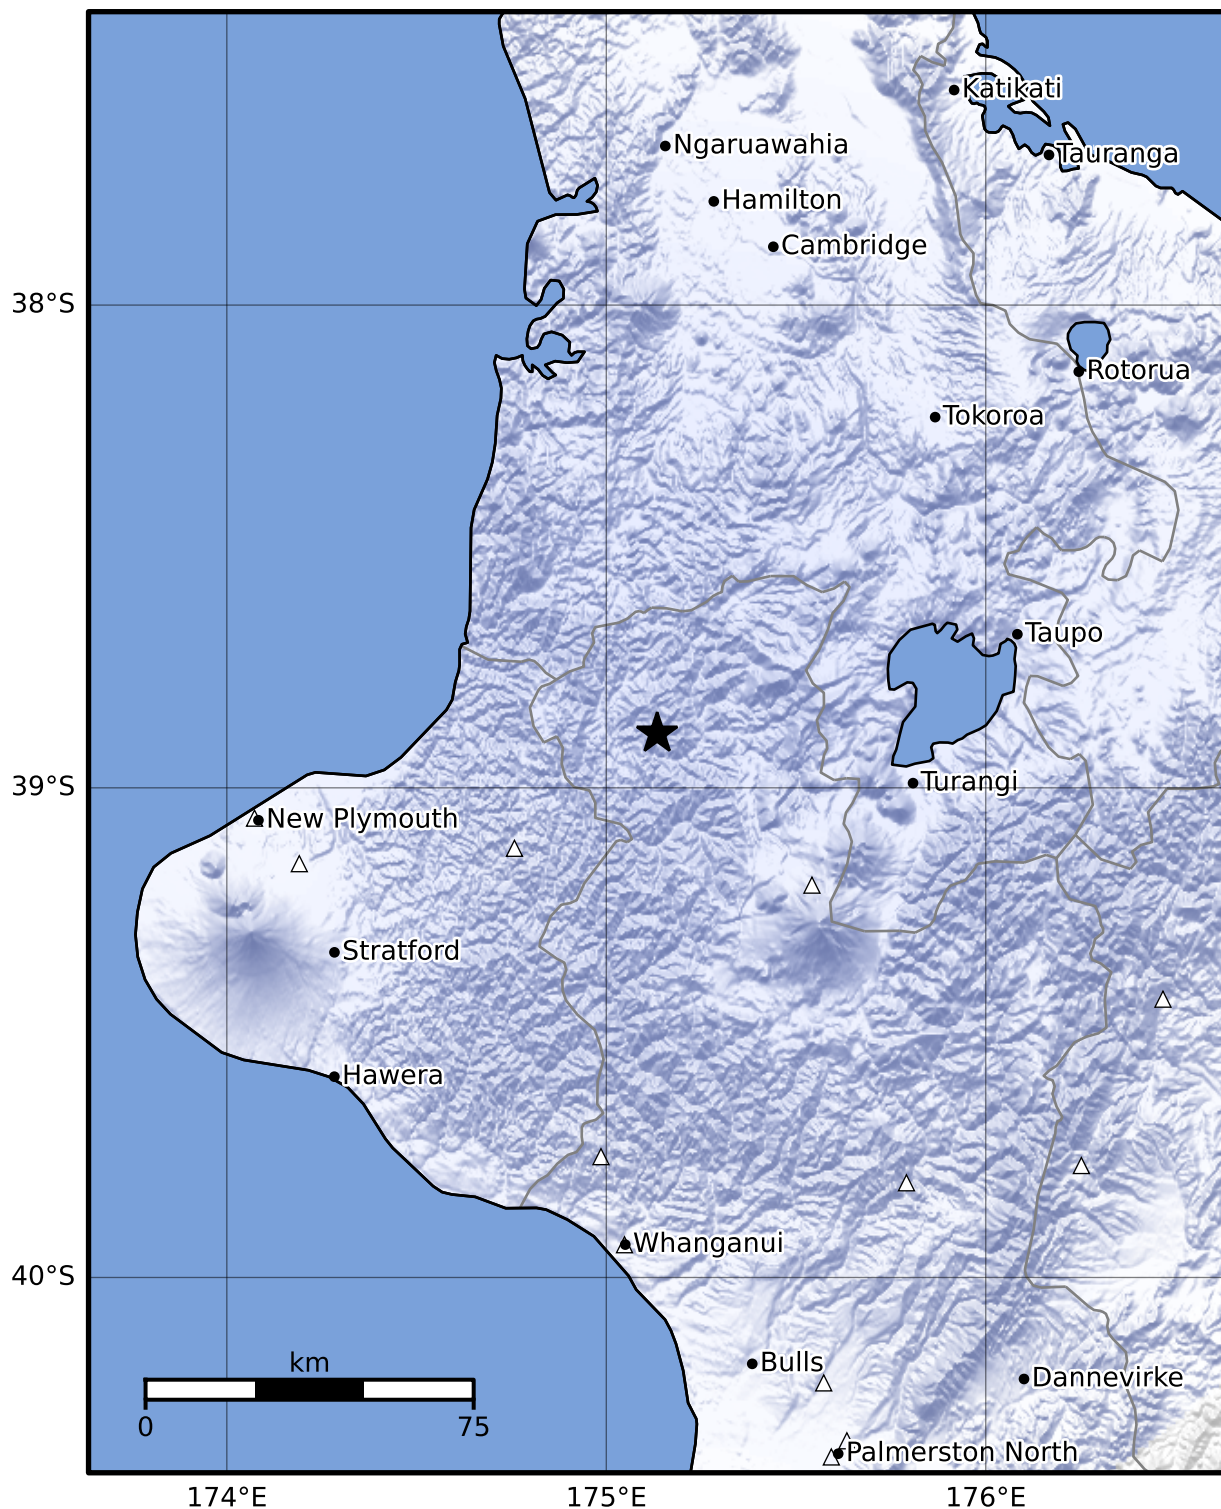 Katikati
Ngaruawahia
Tauranga
Hamilton
Cambridge
38°S
Rotorua
Tokoroa
Taupo
39°S
Turangi
New Plymouth
Stratford
Hawera
Whanganui
40°S
km
Bulls
Dannevirke
0
75
Palmerston North
174°E
175°E
176°E